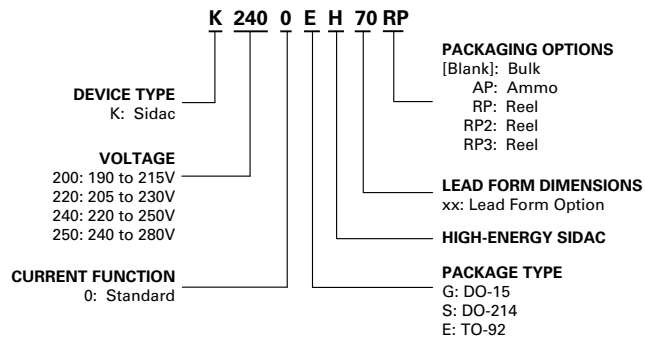 K 240 0 E H 70 RP
DEVICE TYPE
K: Sidac
VOLTAGE
200: 190 to 215V
220: 205 to 230V
240: 220 to 250V
250: 240 to 280V
CURRENT FUNCTION
0: Standard
PACKAGING OPTIONS
[Blank]: Bulk
AP: Ammo
RP: Reel
RP2: Reel
RP3: Reel
LEAD FORM DIMENSIONS
xx: Lead Form Option
HIGH-ENERGY SIDAC
PACKAGE TYPE
G: DO-15
S: DO-214
E: TO-92